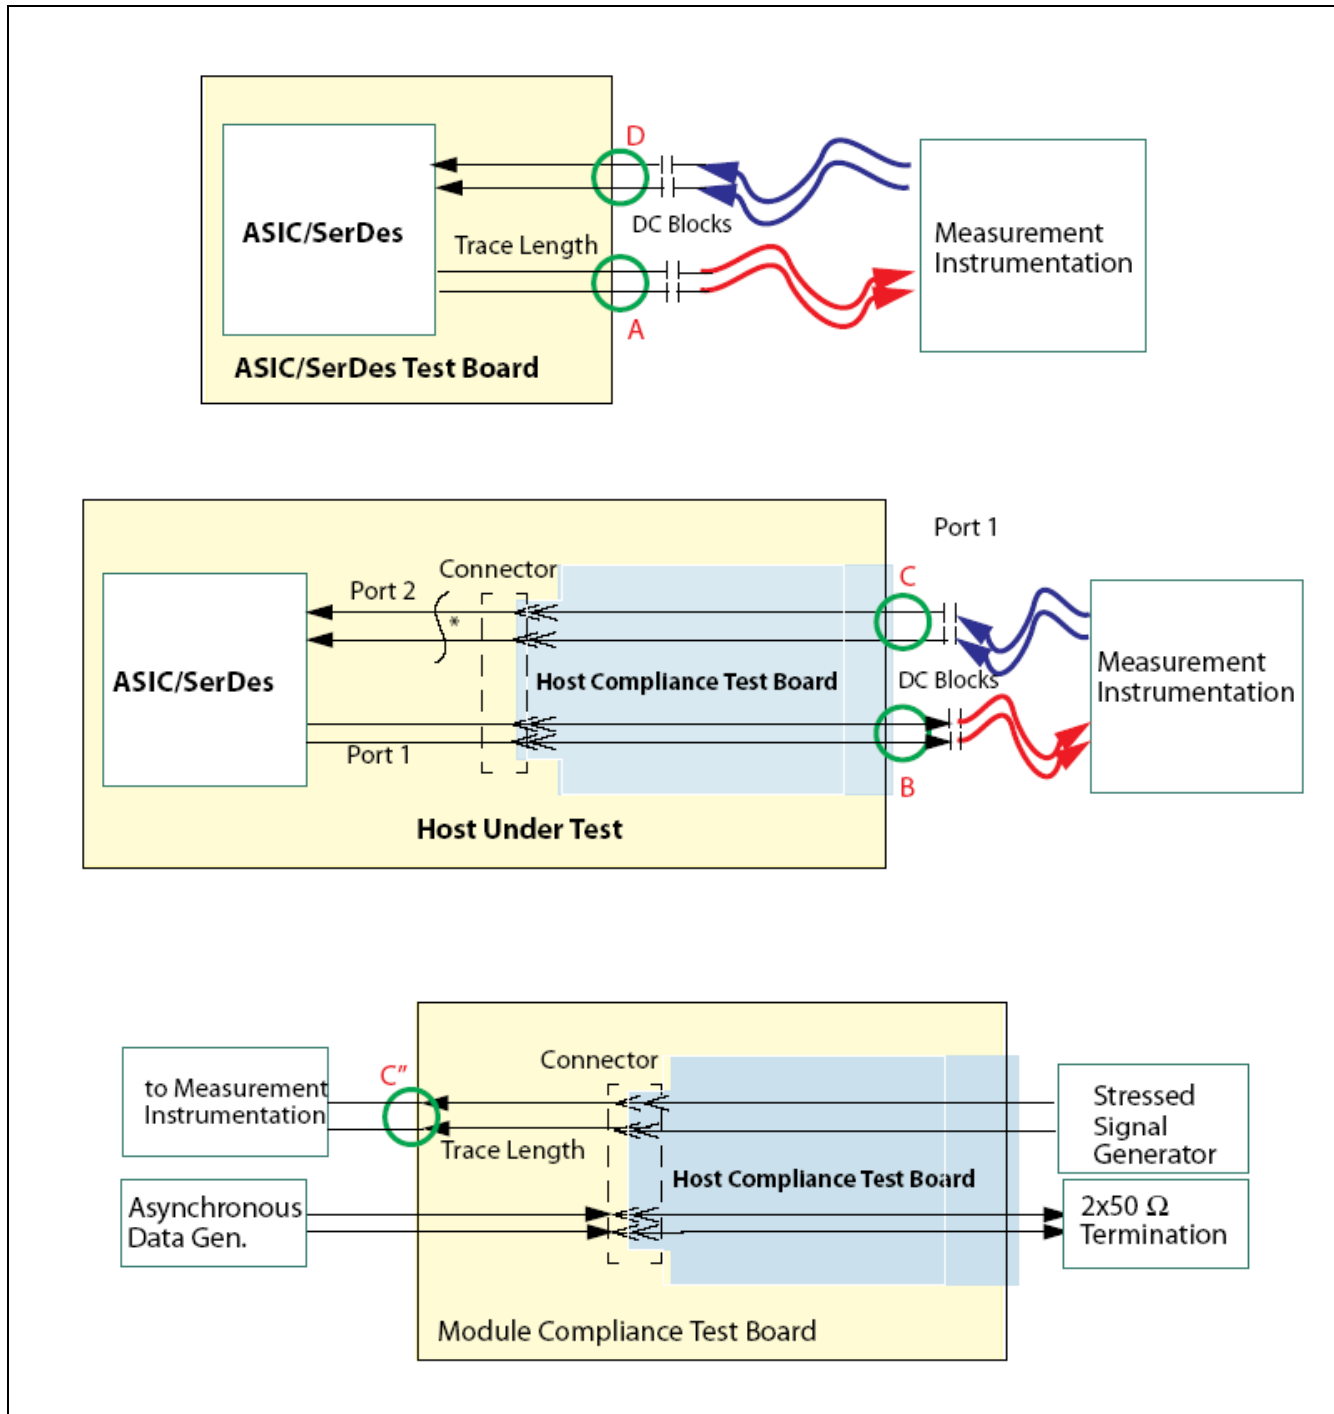 D
ASIC/SerDes
DC Blocks
Trace Length
Measurement
Instrumentation
A
ASIC/SerDes Test Board
Port 1
Connector
C
Port 2
*
ASIC/SerDes
Host Compliance Test Board
DC Blocks
Measurement
Instrumentation
Port 1
B
Host Under Test
Connector
C”
to Measurement
Instrumentation
Trace Length
Stressed
Signal
Generator
Host Compliance Test Board
Asynchronous
Data Gen.
2x50 Ω
Termination
Module Compliance Test Board